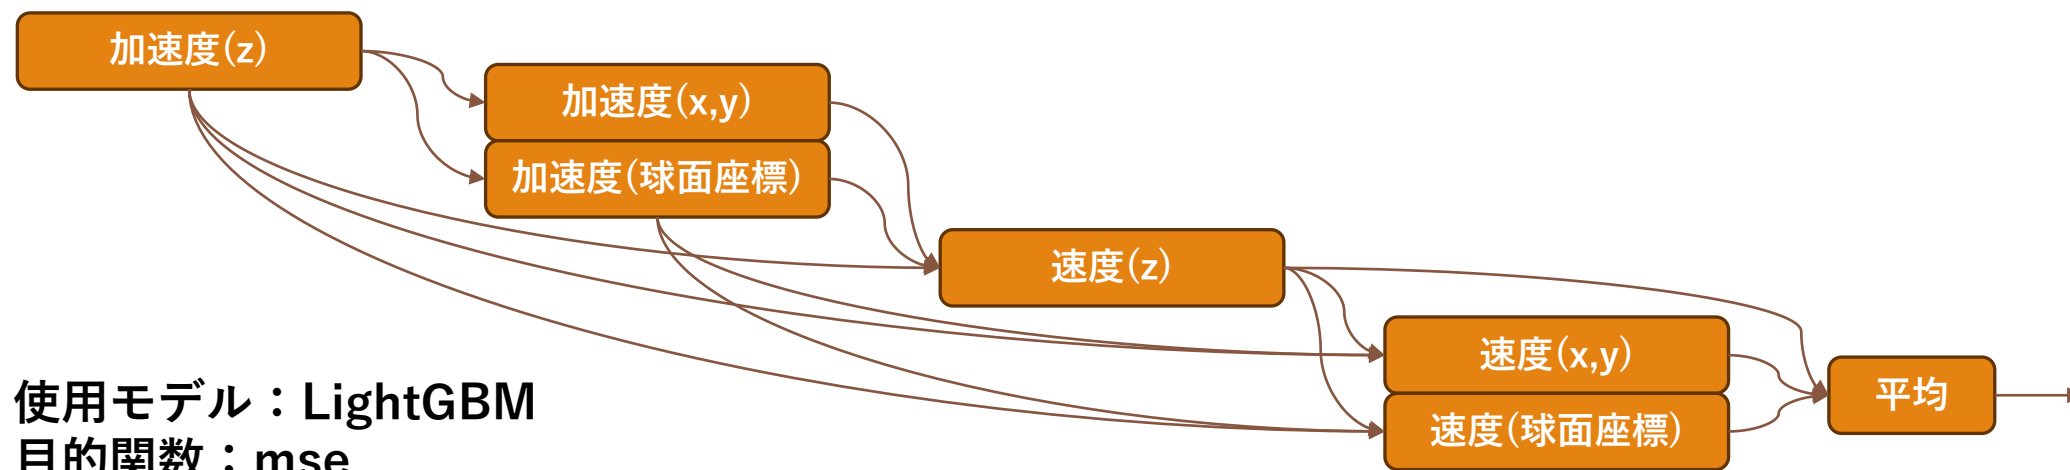 加速度(z)
加速度(x,y)
加速度(球面座標)
速度(z)
速度(x,y)
速度(球面座標)
平均
使用モデル：LightGBM
目的関数：mse